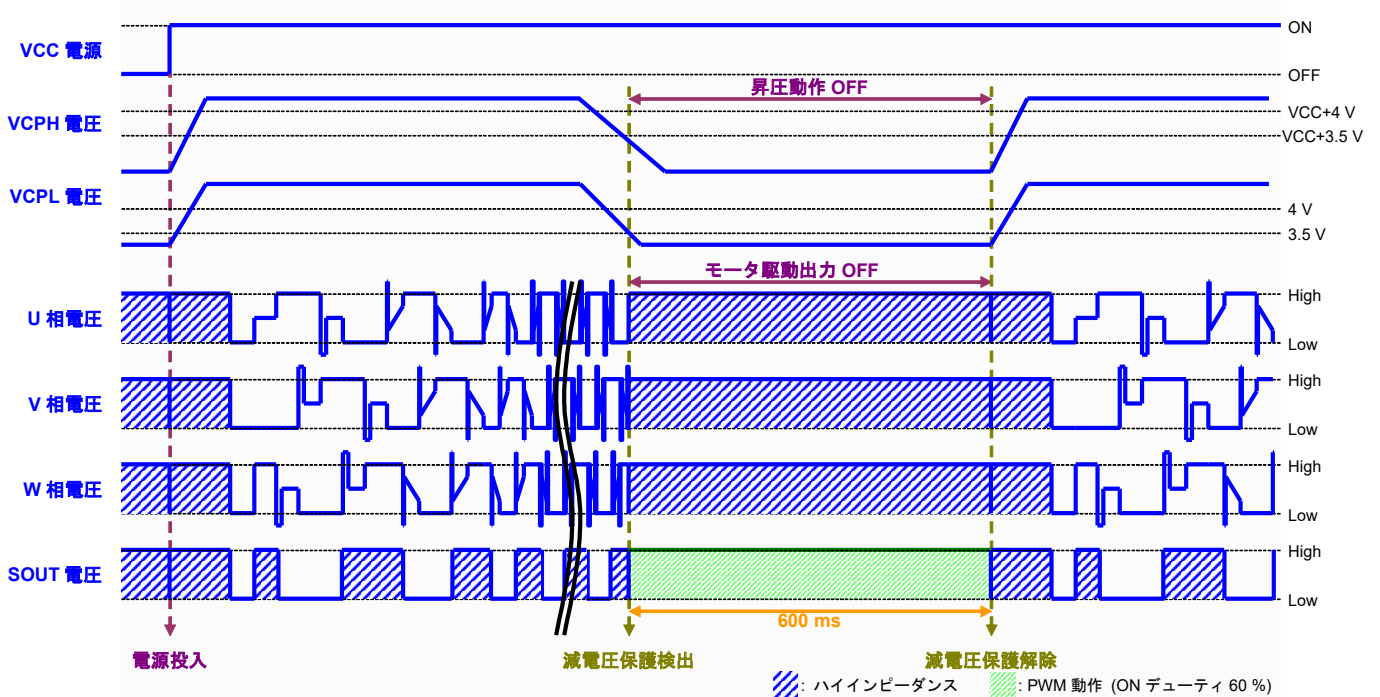 VCC 電源
ON
OFF
昇圧動作 OFF
VCPH 電圧
VCC+4 V
VCC+3.5 V
VCPL 電圧
4 V
3.5 V
モータ駆動出力 OFF
U 相電圧
High
Low
V 相電圧
High
Low
W 相電圧
High
Low
SOUT 電圧
High
Low
600 ms
電源投入
減電圧保護検出
減電圧保護解除
: ハイインピーダンス
: PWM 動作 (ON デューティ 60 %)